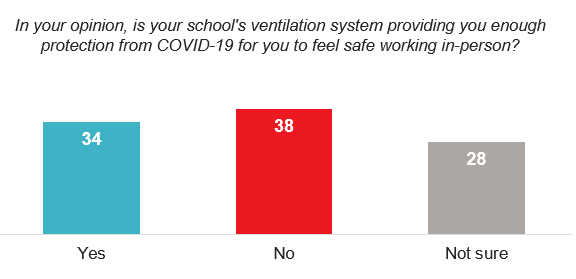 In your opinion, is your school's ventilation system providing you enough
protection from COVID-19 for you to feel safe working in-person?
34
38
28
Yes
No
Not sure